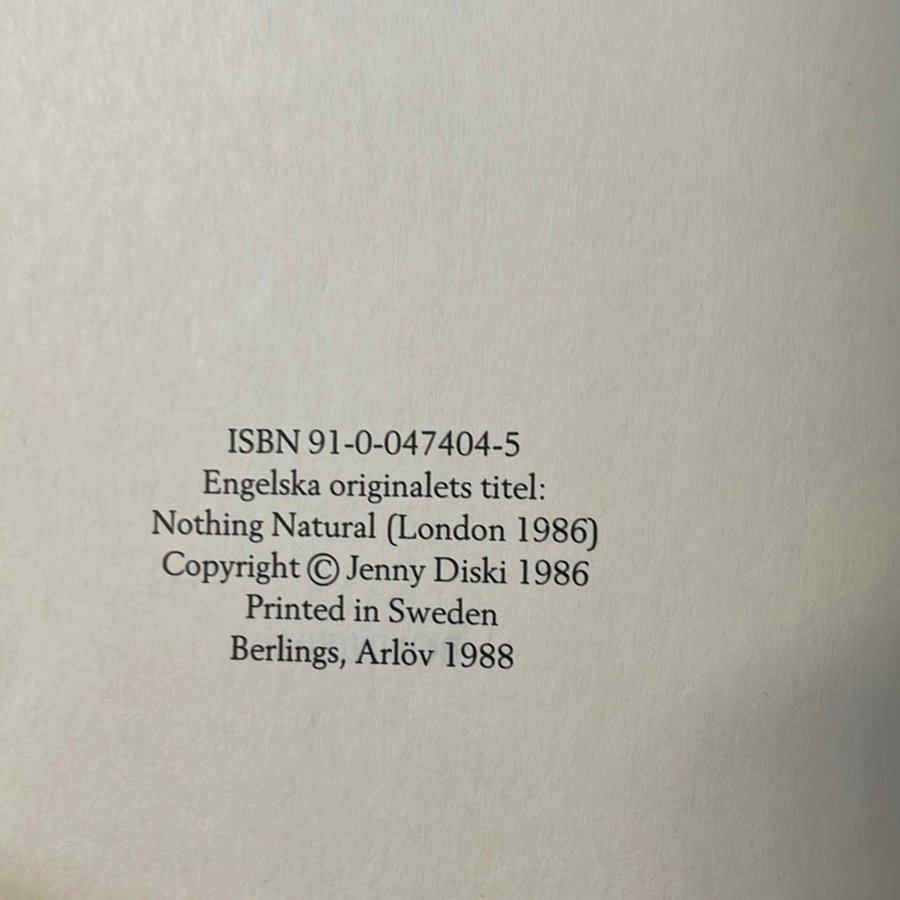 ISBN 91-0-047404-5
Engelska originalets titel:
Nothing Natural (London 1986)
Copyright © Jenny Diski 1986
Printed in Sweden
Berlings, Arlöv 1988